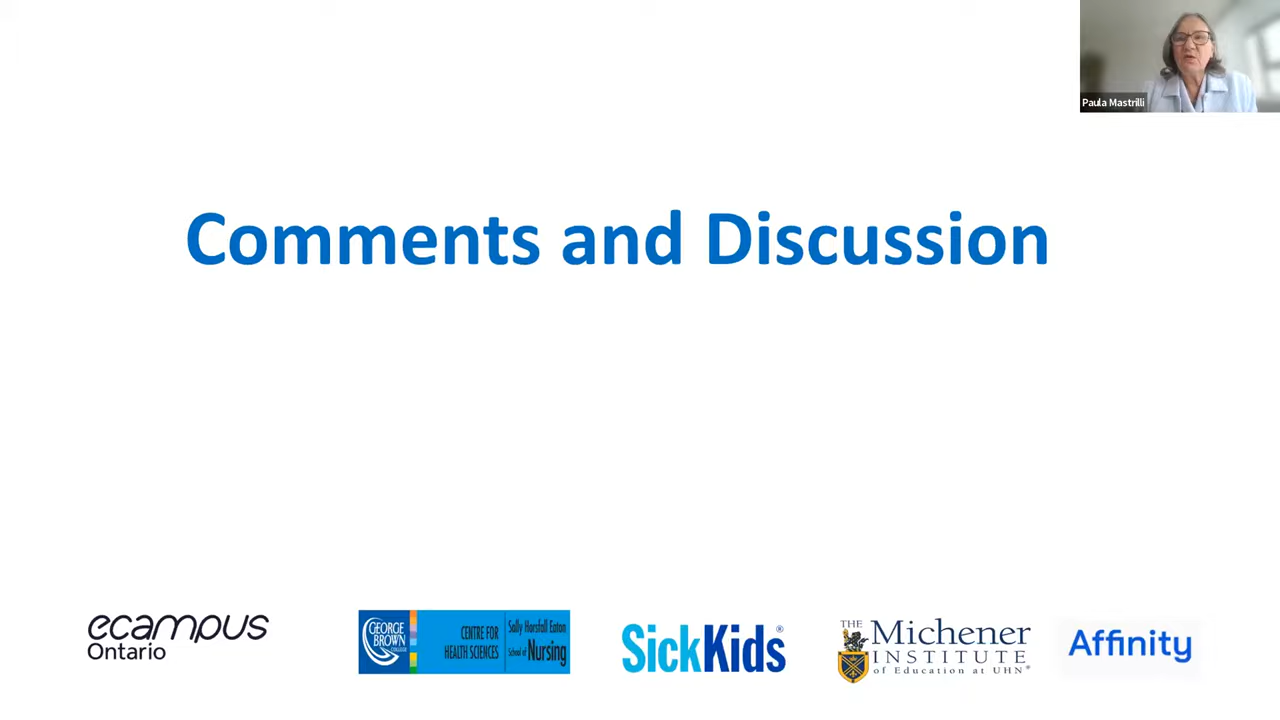 Paula Mastrilli
Comments and Discussion
ecampus
Ontario
GEORGE
BROWN
COLLEGE
CENTRE FOR
HEALTH SCIENCES
Sally Horsfall Eaton
School of Nursing
SickKids®
THE Michener
INSTITUTE
of Education at UHN®
Affinity